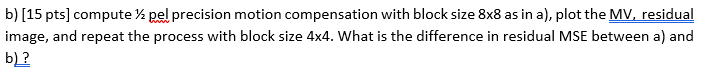 b) [15 pts] compute ½ pel precision motion compensation with block size 8x8 as in a), plot the MV, residual
image, and repeat the process with block size 4x4. What is the difference in residual MSE between a) and
b) ?